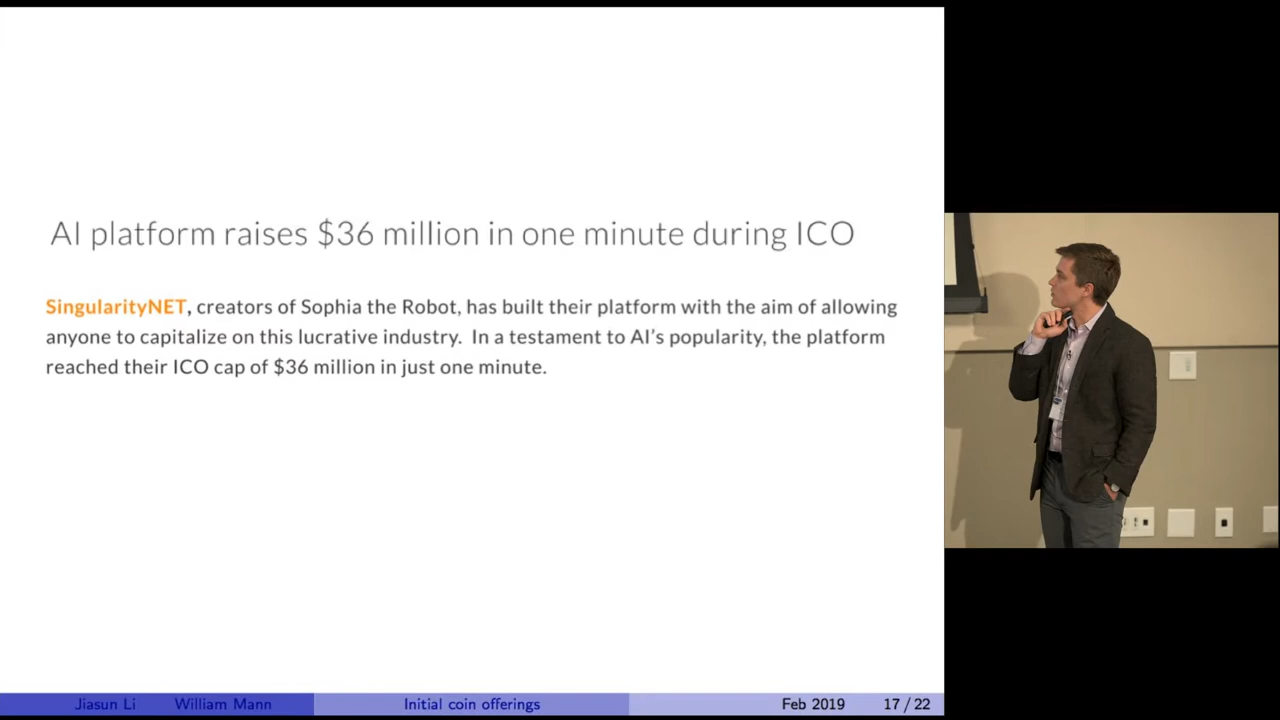 AI platform raises $36 million in one minute during ICO
SingularityNET, creators of Sophia the Robot, has built their platform with the aim of allowing
anyone to capitalize on this lucrative industry. In a testament to AI's popularity, the platform
reached their ICO cap of $36 million in just one minute.
Jiasun Li William Mann Initial coin offerings Feb 2019 17 / 22